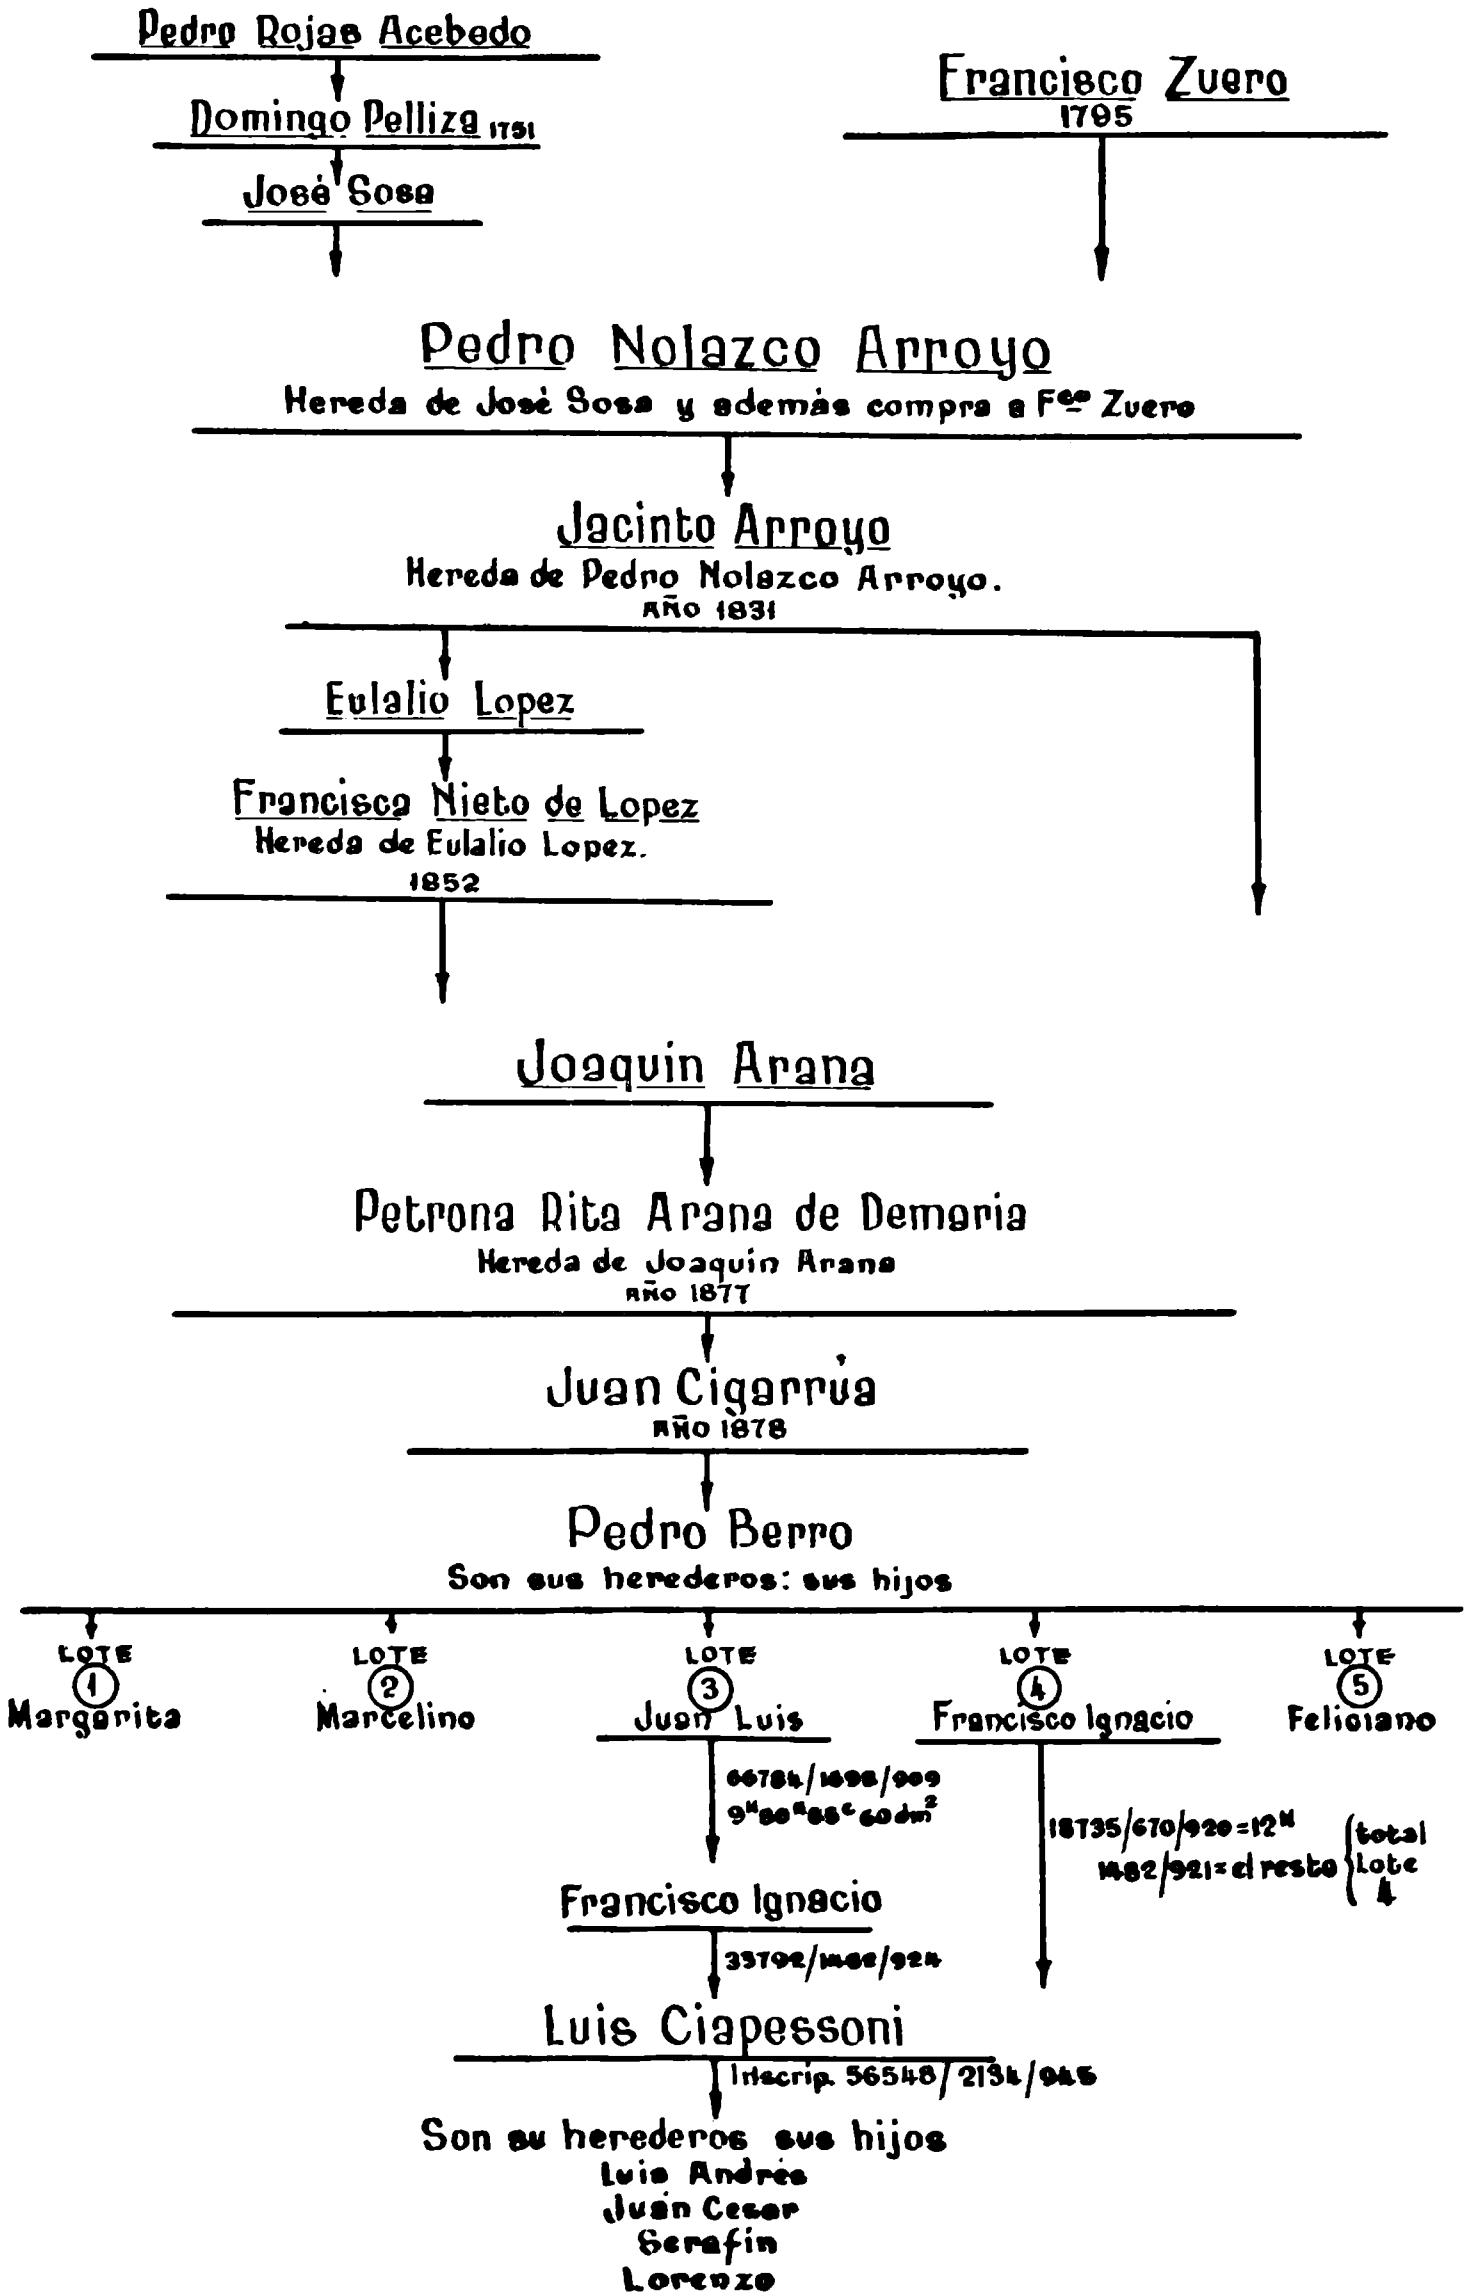 Pedro Rojas Acebedo
Domingo Pelliza 1751
José Sosa
Francisco Zuero
1795
Pedro Nolazco Arroyo
Hereda de José Sosa y además compra a Fco Zuero
Jacinto Arroyo
Hereda de Pedro Nolazco Arroyo.
AÑO 1831
Eulalio Lopez
Francisca Nieto de Lopez
Hereda de Eulalio Lopez.
1852
Joaquin Arana
Petrona Rita Arana de Demaria
Hereda de Joaquin Arana
AÑO 1877
Juan Cigarrúa
AÑO 1878
Pedro Berro
Son sus herederos: sus hijos
LOTE
1
Margarita
LOTE
2
Marcelino
LOTE
3
Juan Luis
LOTE
4
Francisco Ignacio
LOTE
5
Feliciano
60 dm²
18735/670/920=12H
1482/921= el resto
total
Lote
4
Francisco Ignacio
Luis Ciapessoni
Inscrip. 56548/2134/945
Son su herederos sus hijos
Luis Andrés
Juan Cesar
Serafín
Lorenzo